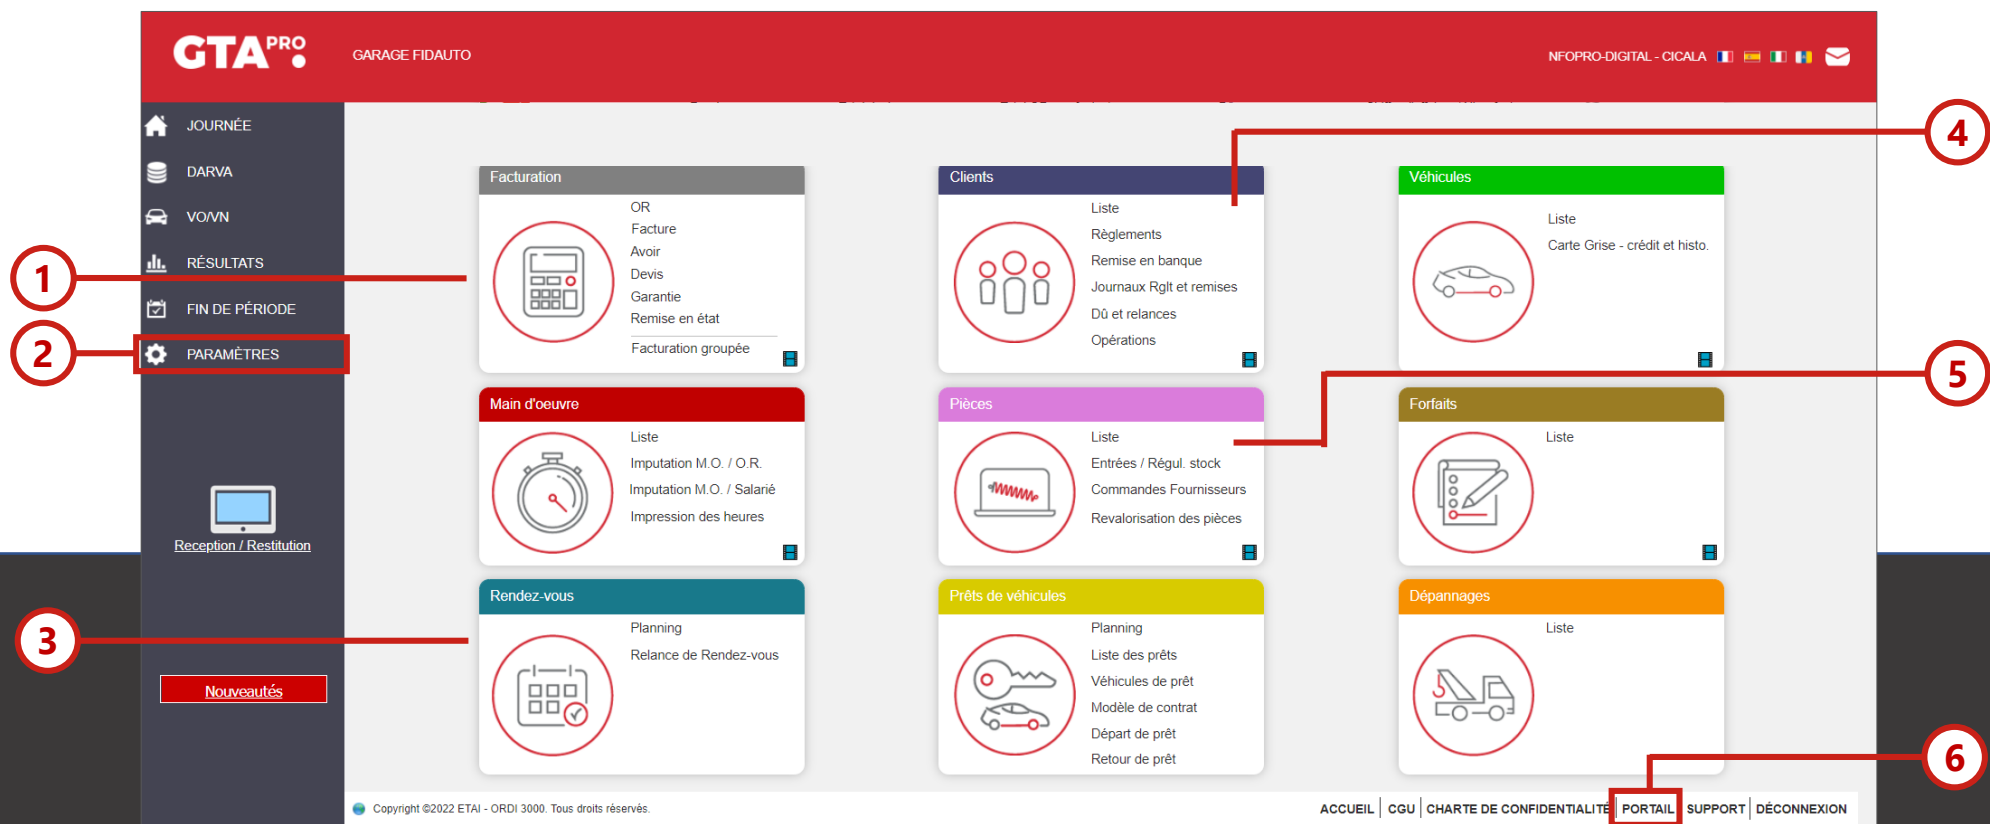 GTA PRO
GARAGE FIDAUTO
NFOPRO-DIGITAL - CICALA
JOURNÉE
DARVA
VO/VN
RÉSULTATS
FIN DE PÉRIODE
PARAMÈTRES
Reception / Restitution
Nouveautés
1
2
3
4
5
6
Facturation
OR
Facture
Avoir
Devis
Garantie
Remise en état
Facturation groupée
Clients
Liste
Règlements
Remise en banque
Journaux Rglt et remises
Dû et relances
Opérations
Véhicules
Liste
Carte Grise - crédit et histo.
Main d'oeuvre
Liste
Imputation M.O. / O.R.
Imputation M.O. / Salarié
Impression des heures
Pièces
Liste
Entrées / Régul. stock
Commandes Fournisseurs
Revalorisation des pièces
Forfaits
Liste
Rendez-vous
Planning
Relance de Rendez-vous
Prêts de véhicules
Planning
Liste des prêts
Véhicules de prêt
Modèle de contrat
Départ de prêt
Retour de prêt
Dépannages
Liste
Copyright ©2022 ETAI - ORDI 3000. Tous droits réservés.
ACCUEIL | CGU | CHARTE DE CONFIDENTIALITÉ | PORTAIL | SUPPORT | DÉCONNEXION